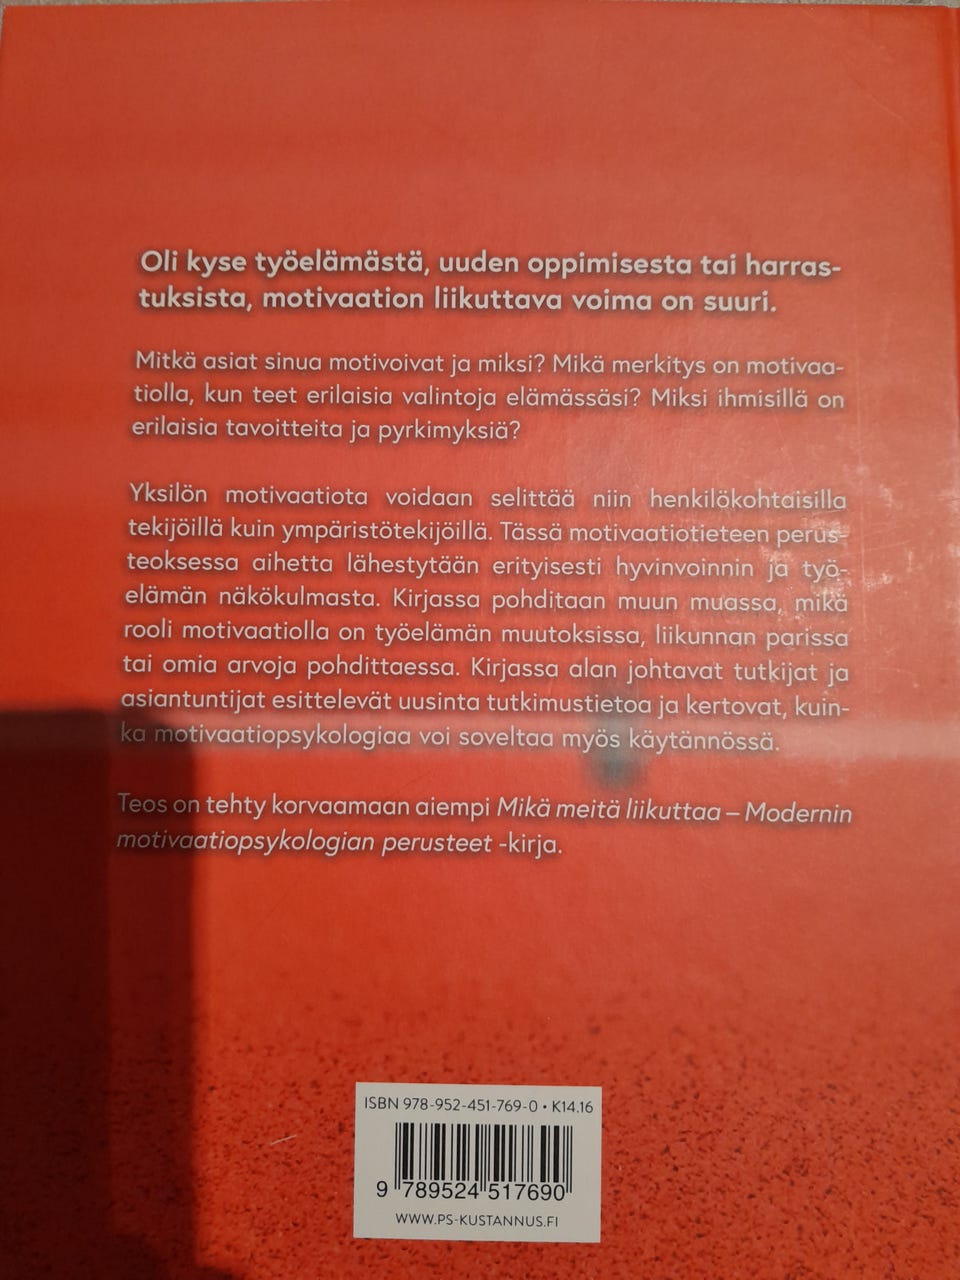 Oli kyse työelämästä, uuden oppimisesta tai harras-
tuksista, motivaation liikuttava voima on suuri.
Mitkä asiat sinua motivoivat ja miksi? Mikä merkitys on motivaa-
tiolla, kun teet erilaisia valintoja elämässäsi? Miksi ihmisillä on
erilaisia tavoitteita ja pyrkimyksiä?
Yksilön motivaatiota voidaan selittää niin henkilökohtaisilla
tekijöillä kuin ympäristötekijöillä. Tässä motivaatiotieteen perus-
teoksessa aihetta lähestytään erityisesti hyvinvoinnin ja työ-
elämän näkökulmasta. Kirjassa pohditaan muun muassa, mikä
rooli motivaatiolla on työelämän muutoksissa, liikunnan parissa
tai omia arvoja pohdittaessa. Kirjassa alan johtavat tutkijat ja
asiantuntijat esittelevät uusinta tutkimustietoa ja kertovat, kuin-
ka motivaatiopsykologiaa voi soveltaa myös käytännössä.
Teos on tehty korvaamaan aiempi Mikä meitä liikuttaa – Modernin
motivaatiopsykologian perusteet -kirja.
ISBN 978-952-451-769-0 • K14.16
9 789524 517690
WWW.PS-KUSTANNUS.FI